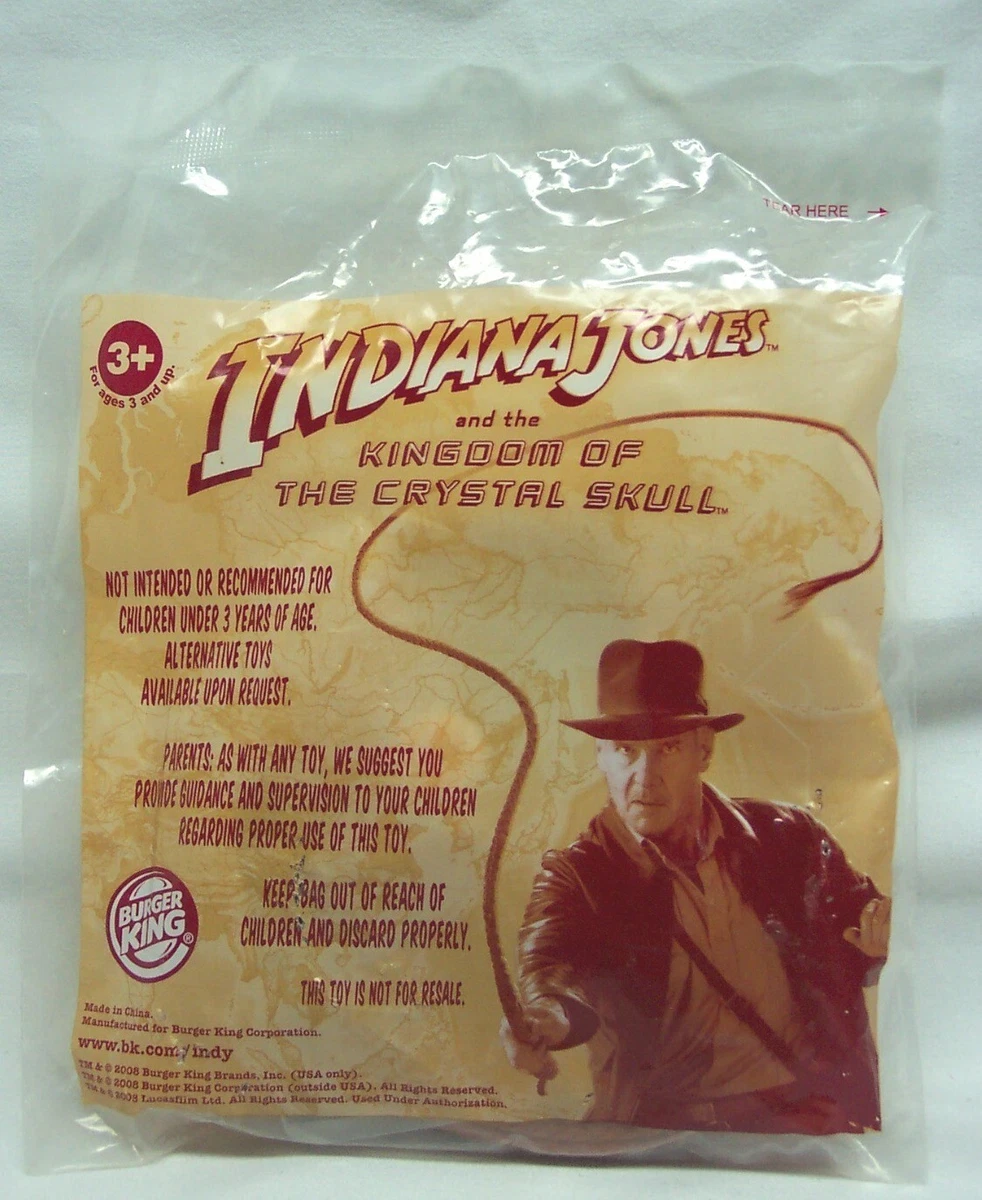 TEAR HERE →
3+
For ages 3 and up.
INDIANA JONES™
and the
KINGDOM OF
THE CRYSTAL SKULL™
NOT INTENDED OR RECOMMENDED FOR
CHILDREN UNDER 3 YEARS OF AGE.
ALTERNATIVE TOYS
AVAILABLE UPON REQUEST.
PARENTS: AS WITH ANY TOY, WE SUGGEST YOU
PROVIDE GUIDANCE AND SUPERVISION TO YOUR CHILDREN
REGARDING PROPER USE OF THIS TOY.
KEEP BAG OUT OF REACH OF
CHILDREN AND DISCARD PROPERLY.
THIS TOY IS NOT FOR RESALE.
BURGER
KING®
Made in China.
Manufactured for Burger King Corporation.
www.bk.com/indy
TM & © 2008 Burger King Brands, Inc. (USA only).
TM & © 2008 Burger King Corporation (outside USA). All Rights Reserved.
TM & © 2008 Lucasfilm Ltd. All Rights Reserved. Used Under Authorization.